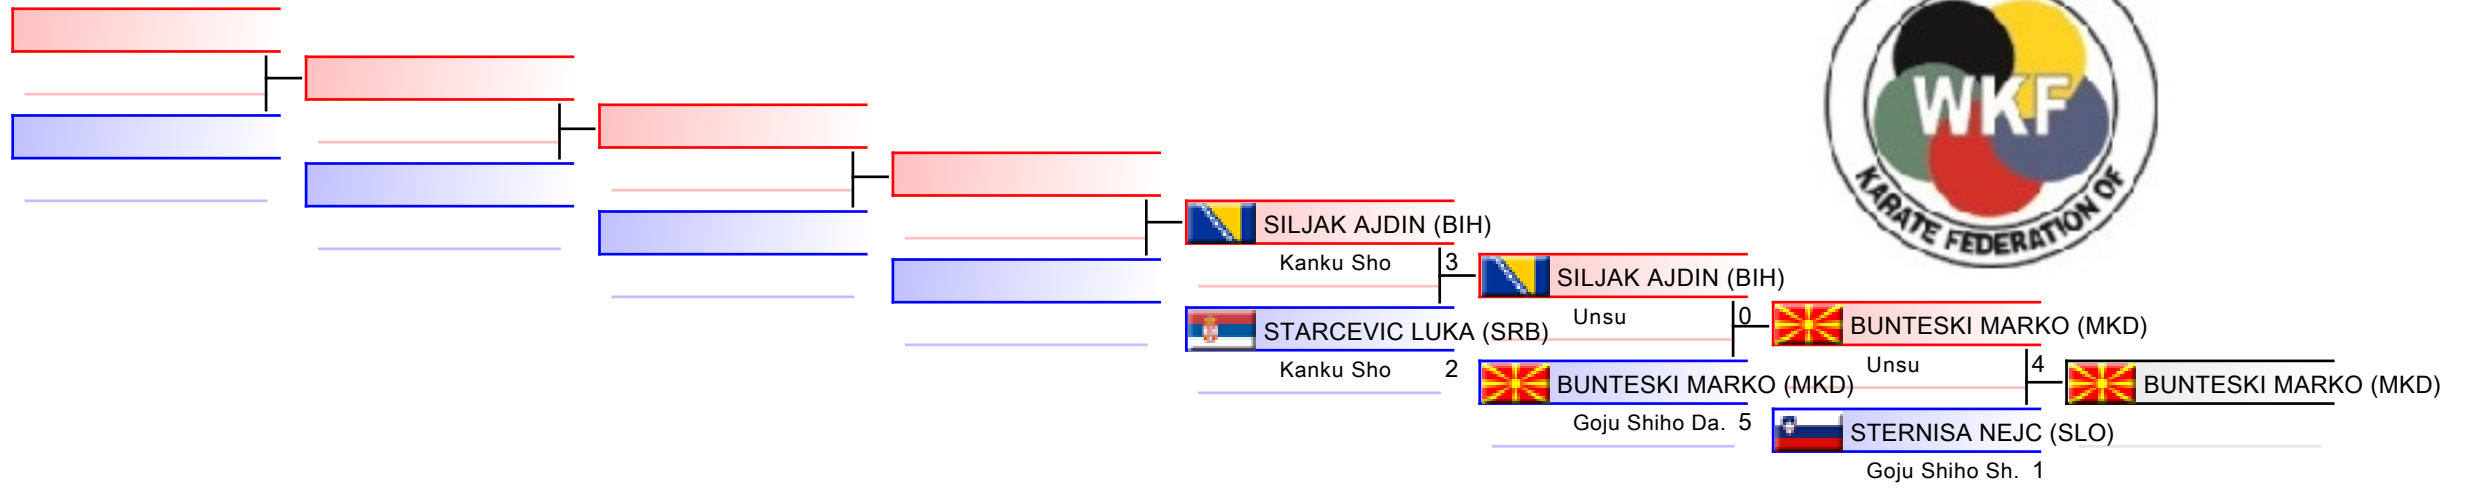 WKF
KARATE FEDERATION OF
SILJAK AJDIN (BIH)
Kanku Sho 3
STARCEVIC LUKA (SRB)
Kanku Sho 2
SILJAK AJDIN (BIH)
Unsu 0
BUNTESKI MARKO (MKD)
Goju Shiho Da. 5
BUNTESKI MARKO (MKD)
Unsu 4
STERNISA NEJC (SLO)
Goju Shiho Sh. 1
BUNTESKI MARKO (MKD)